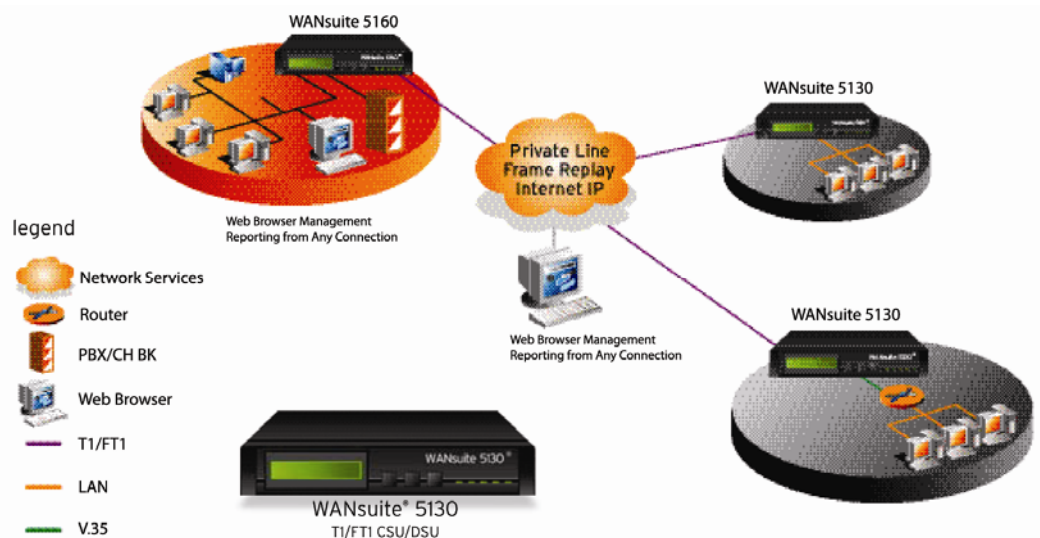 WANsuite 5160
WANsuite 5160®
WANsuite 5130
Private Line
Frame Replay
Internet IP
Web Browser Management
Reporting from Any Connection
legend
Network Services
Router
PBX/CH BK
Web Browser
T1/FT1
LAN
V.35
Web Browser Management
Reporting from Any Connection
WANsuite 5130
WANsuite 5130®
WANsuite® 5130
T1/FT1 CSU/DSU